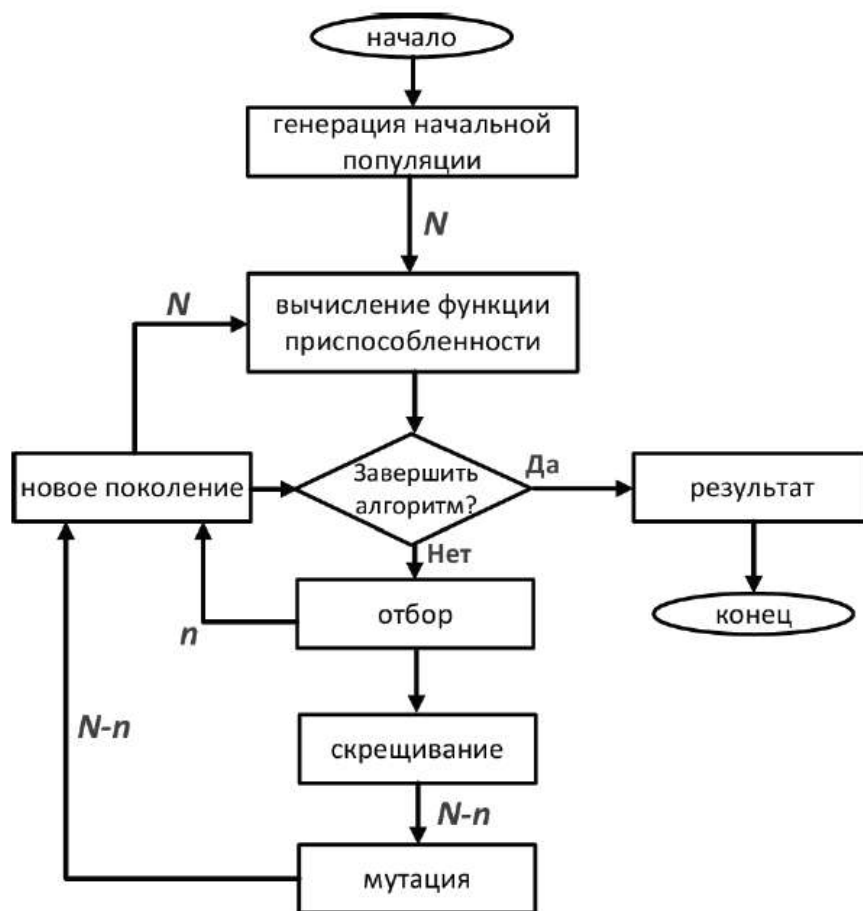 начало
генерация начальной
популяции
N
вычисление функции
приспособленности
N
новое поколение
Завершить
алгоритм?
Да
результат
Нет
отбор
n
конец
скрещивание
N-n
N-n
мутация